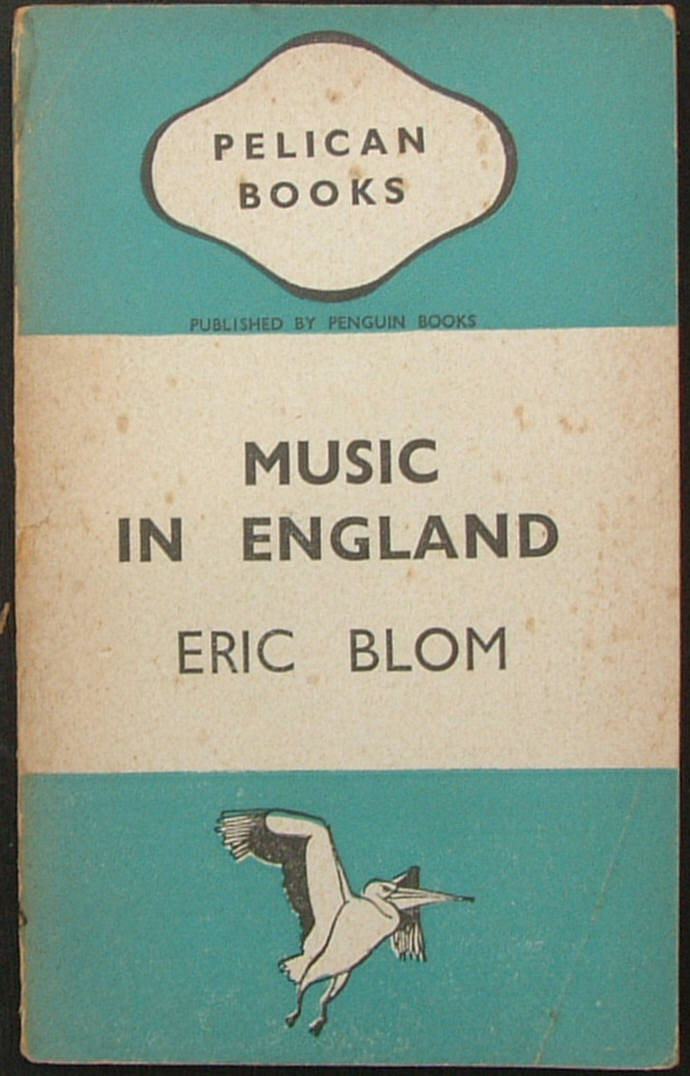 PELICAN
BOOKS
PUBLISHED BY PENGUIN BOOKS
MUSIC
IN ENGLAND
ERIC BLOM